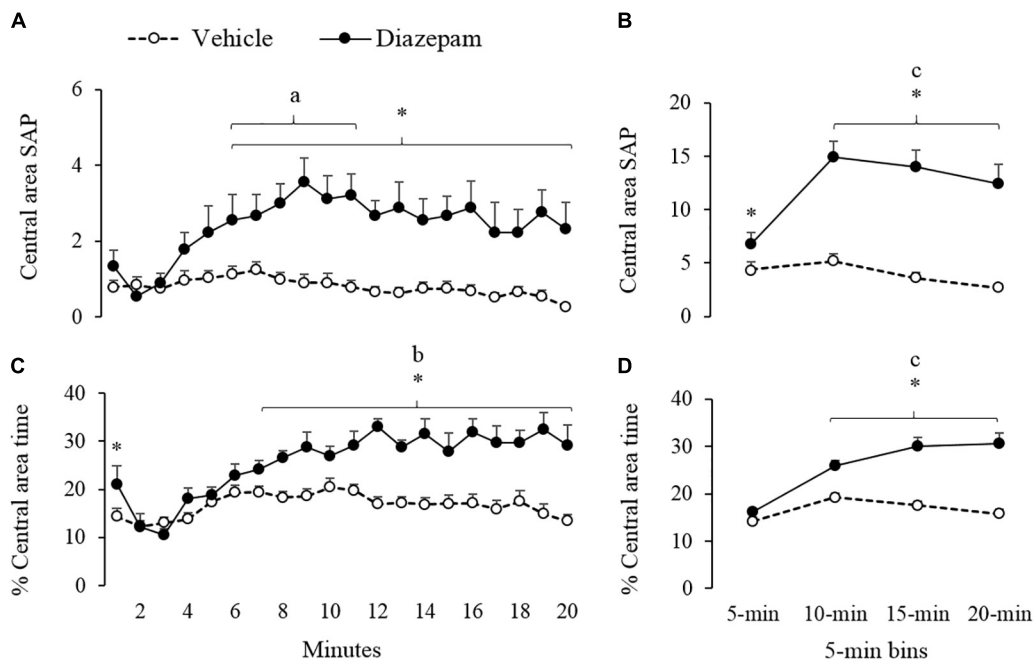 A
Vehicle
Diazepam
B
6
4
2
0
Central area SAP
a
*
20
15
10
5
0
Central area SAP
*
c
*
C
40
30
20
10
0
% Central area time
*
b
*
2 4 6 8 10 12 14 16 18 20
Minutes
D
40
30
20
10
0
% Central area time
c
*
5-min 10-min 15-min 20-min
5-min bins